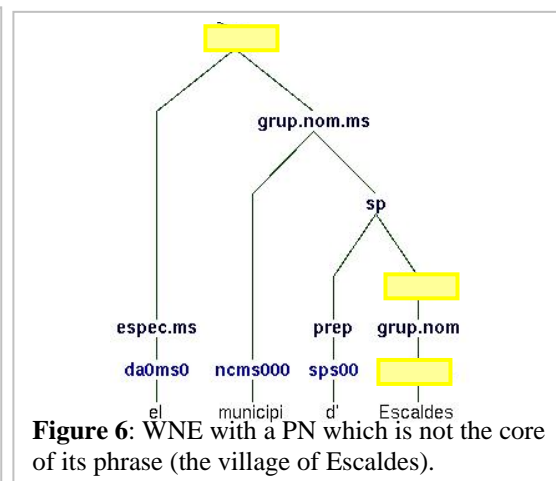 grup.nom.ms
sp
espec.ms prep grup.nom
da0ms0 ncms000 sps00
el municipi d' Escaldes
Figure 6: WNE with a PN which is not the core
of its phrase (the village of Escaldes).